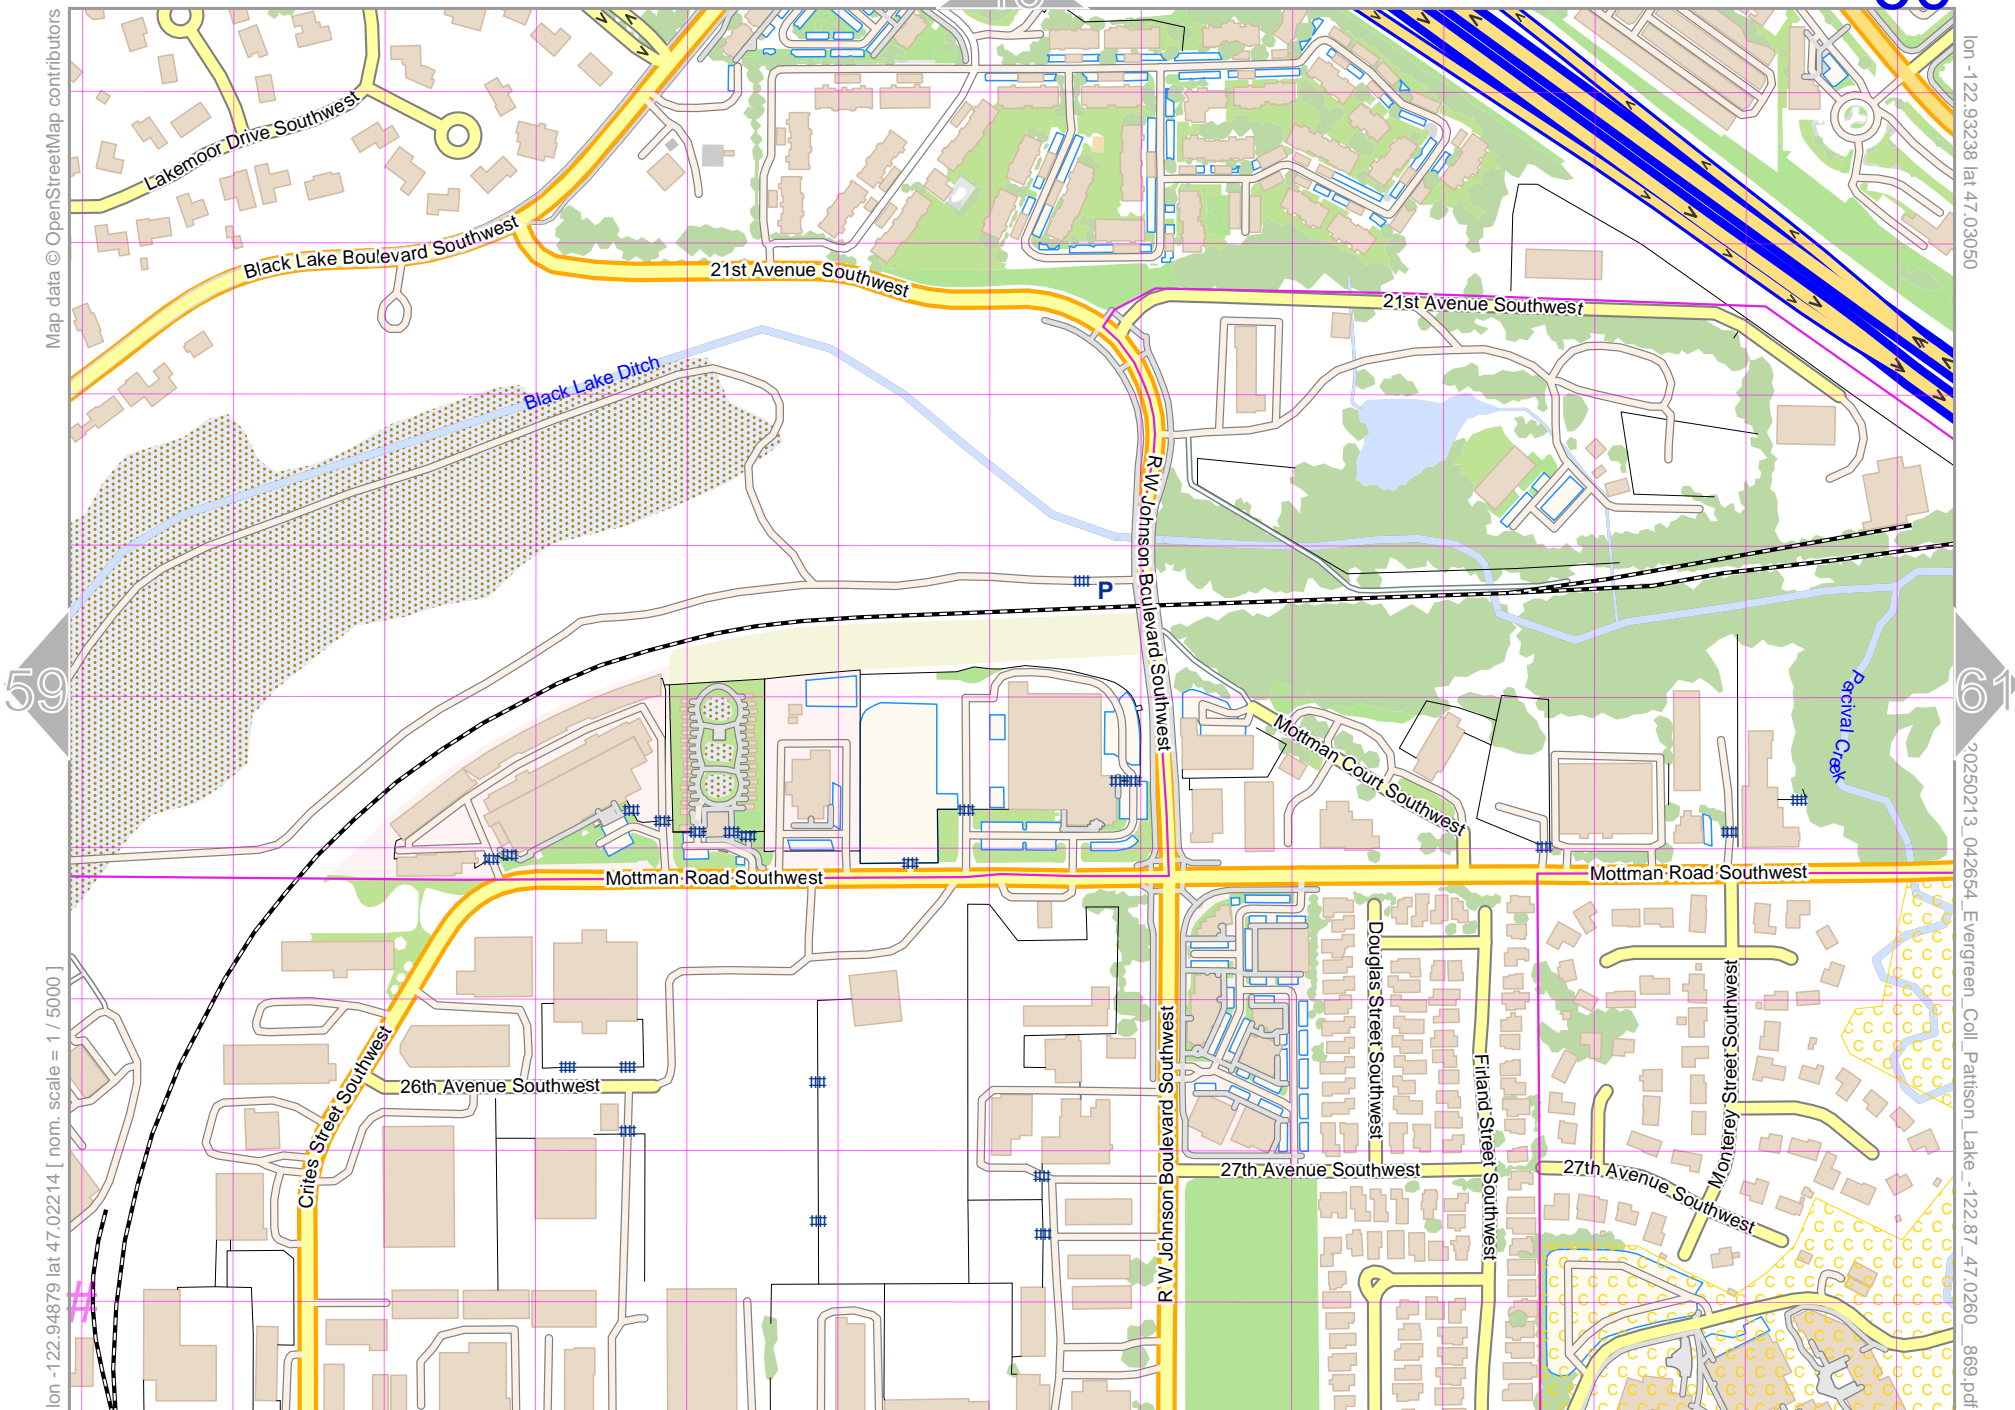 Map data © OpenStreetMap contributors
lon -122.93238 lat 47.03050
Lakemoor Drive Southwest
Black Lake Boulevard Southwest
21st Avenue Southwest
21st Avenue Southwest
Black Lake Ditch
R W Johnson Boulevard Southwest
P
59
61
Percival Creek
Mottman Court Southwest
Mottman Road Southwest
Mottman Road Southwest
Douglas Street Southwest
Firland Street Southwest
Monterey Street Southwest
Crites Street Southwest
26th Avenue Southwest
R W Johnson Boulevard Southwest
27th Avenue Southwest
27th Avenue Southwest
#
lon -122.94879 lat 47.02214 [ nom. scale = 1 / 5000 ]
20250213_042654_Evergreen_Coll_Pattison_Lake_-122.87_47.0260__869.pdf